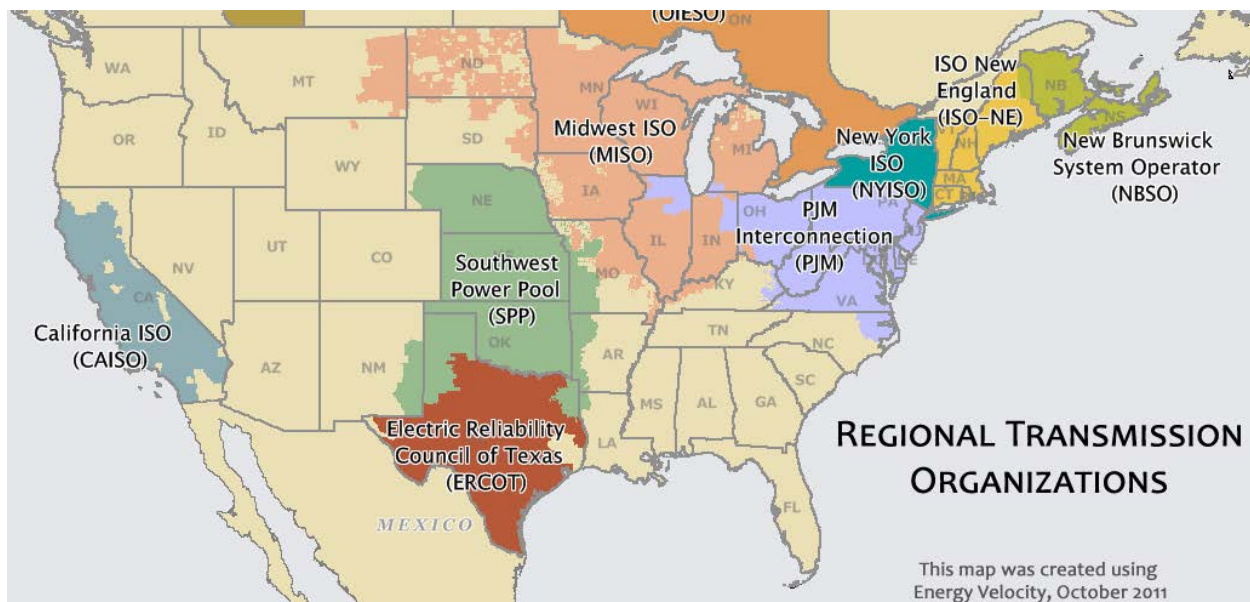 (OIESO)
ON
WA
MT
ND
MN
OR
ID
SD
WI
MI
WY
IA
NE
NV
UT
CO
CA
IL
IN
OH
PA
MO
KY
VA
AZ
NM
OK
AR
TN
NC
SC
MS
AL
GA
LA
FL
NB
NS
NH
MA
CT
NJ
DE
Midwest ISO
(MISO)
ISO New
England
(ISO-NE)
New York
ISO
(NYISO)
New Brunswick
System Operator
(NBSO)
PJM
Interconnection
(PJM)
Southwest
Power Pool
(SPP)
California ISO
(CAISO)
Electric Reliability
Council of Texas
(ERCOT)
MEXICO
REGIONAL TRANSMISSION
ORGANIZATIONS
This map was created using
Energy Velocity, October 2011